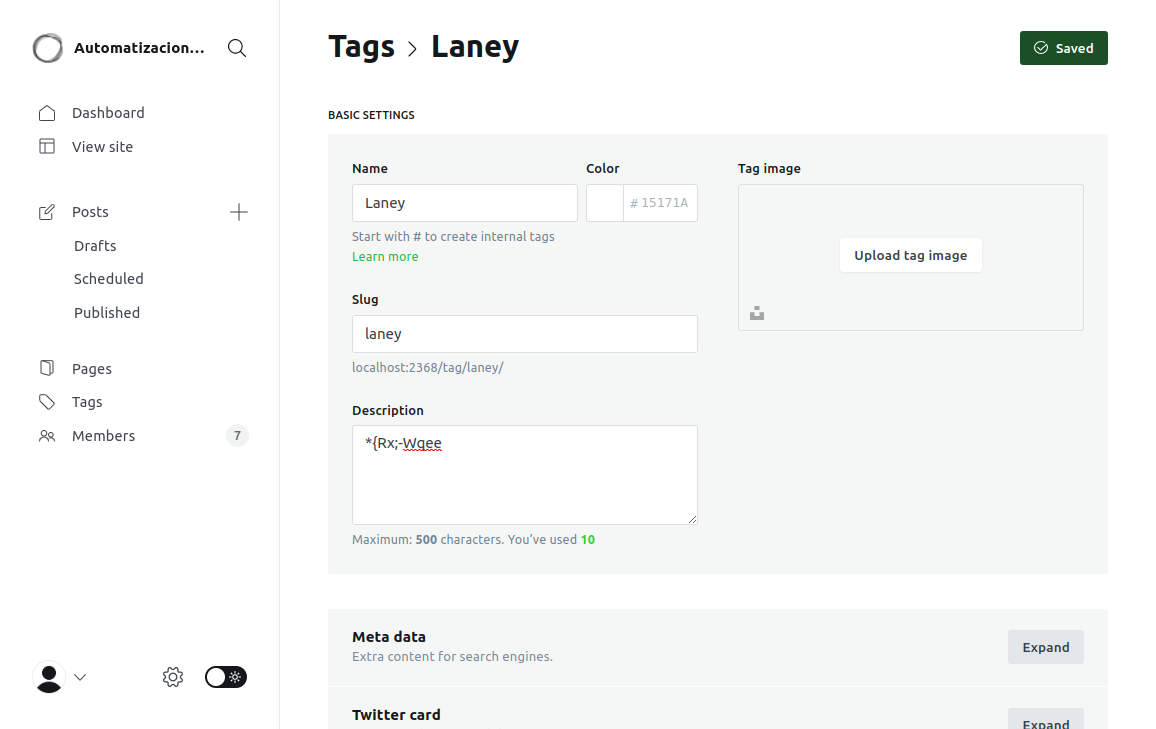 Automatizacion...
Dashboard
View site
Posts
Drafts
Scheduled
Published
Pages
Tags
Members
7
Tags > Laney
Saved
BASIC SETTINGS
Name
Laney
Start with # to create internal tags
Learn more
Color
# 15171A
Slug
laney
localhost:2368/tag/laney/
Description
*{Rx;-Wqee
Maximum: 500 characters. You've used 10
Tag image
Upload tag image
Meta data
Extra content for search engines.
Expand
Twitter card
Expand